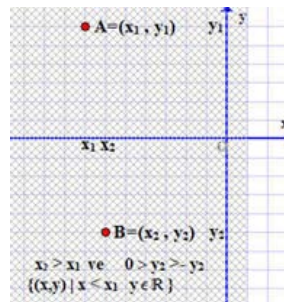 y
A=(x₁ , y₁) y₁
x
x₁ x₂ O
B=(x₂ , y₂) y₂
x₂ > x₁ ve 0 > y₂ > - y₂
{(x,y) | x < x₁ y ϵ ℝ }